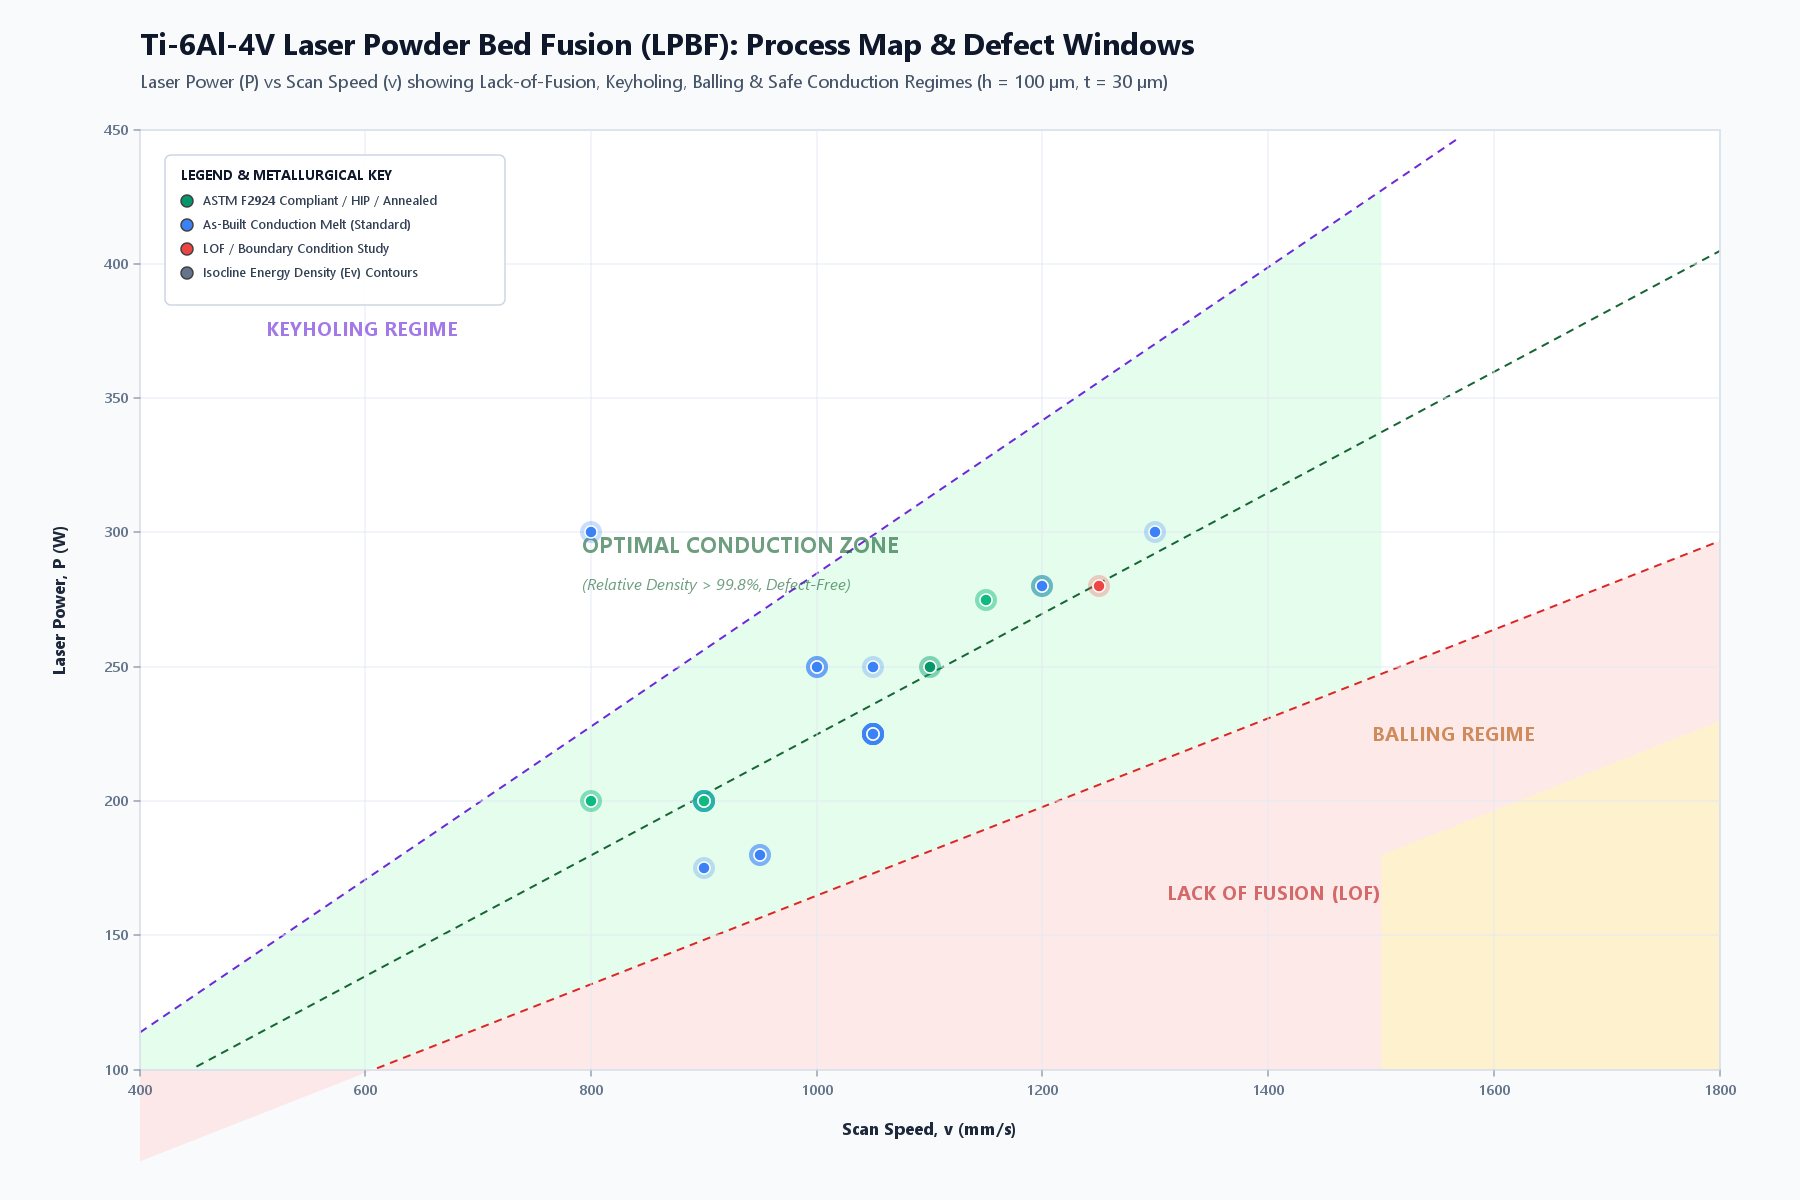 Ti-6Al-4V Laser Powder Bed Fusion (LPBF): Process Map & Defect Windows
Laser Power (P) vs Scan Speed (v) showing Lack-of-Fusion, Keyholing, Balling & Safe Conduction Regimes (h = 100 µm, t = 30 µm)
450
LEGEND & METALLURGICAL KEY
ASTM F2924 Compliant / HIP / Annealed
As-Built Conduction Melt (Standard)
LOF / Boundary Condition Study
Isocline Energy Density (Ev) Contours
400
KEYHOLING REGIME
350
300
OPTIMAL CONDUCTION ZONE
(Relative Density > 99.8%, Defect-Free)
Laser Power, P (W)
250
BALLING REGIME
200
LACK OF FUSION (LOF)
150
100
400 600 800 1000 1200 1400 1600 1800
Scan Speed, v (mm/s)